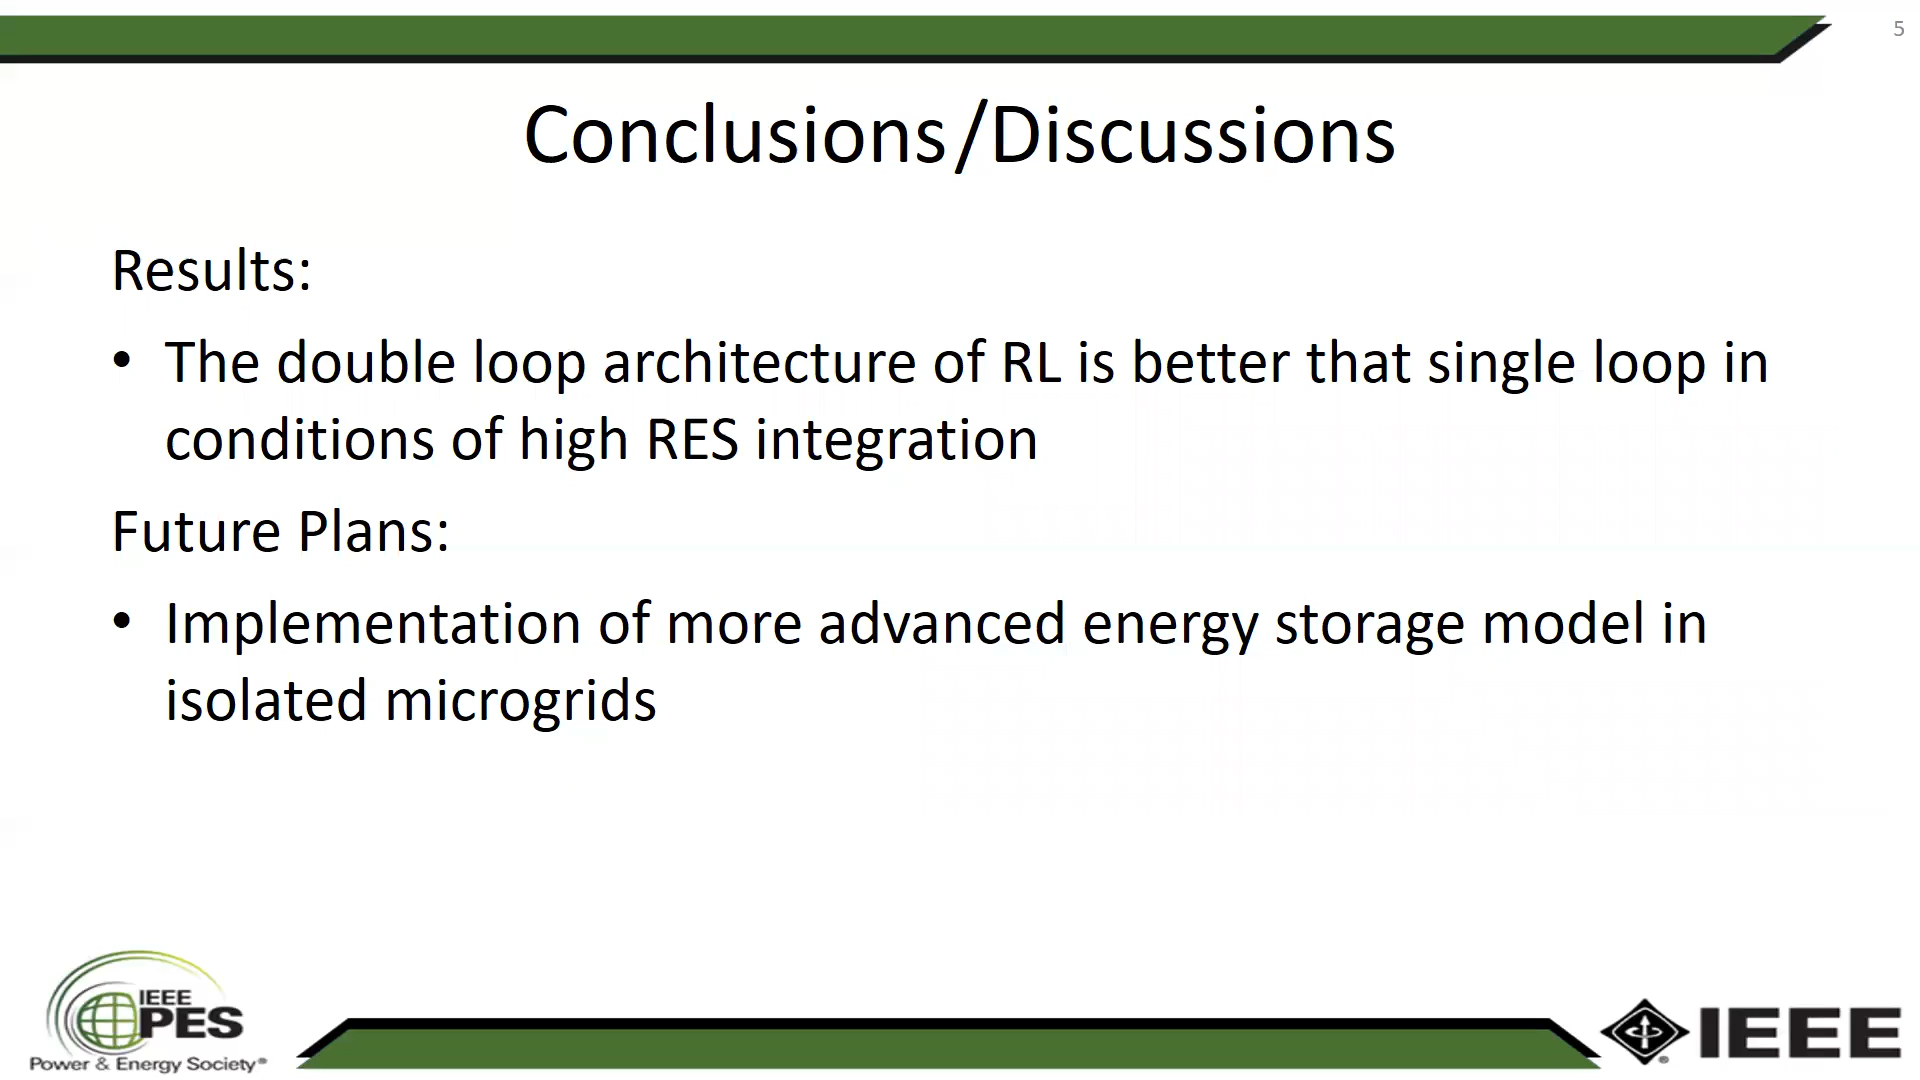 5
Conclusions/Discussions
Results:
• The double loop architecture of RL is better that single loop in
conditions of high RES integration
Future Plans:
• Implementation of more advanced energy storage model in
isolated microgrids
IEEE
PES
Power & Energy Society®
IEEE